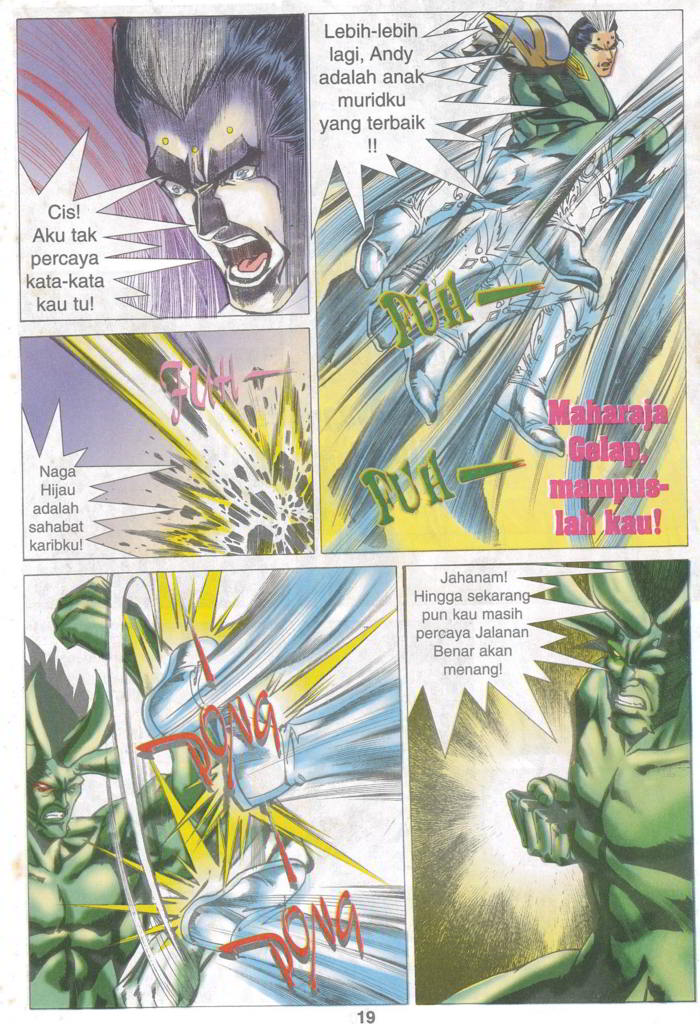 Cis!
Aku tak
percaya
kata-kata
kau tu!
Lebih-lebih
lagi, Andy
adalah anak
muridku
yang terbaik
!!
FUH—
FUH—
Maharaja
Gelap,
mampus-
lah kau!
FUH—
Naga
Hijau
adalah
sahabat
karibku!
DONG
DONG
Jahanam!
Hingga sekarang
pun kau masih
percaya Jalanan
Benar akan
menang!
19